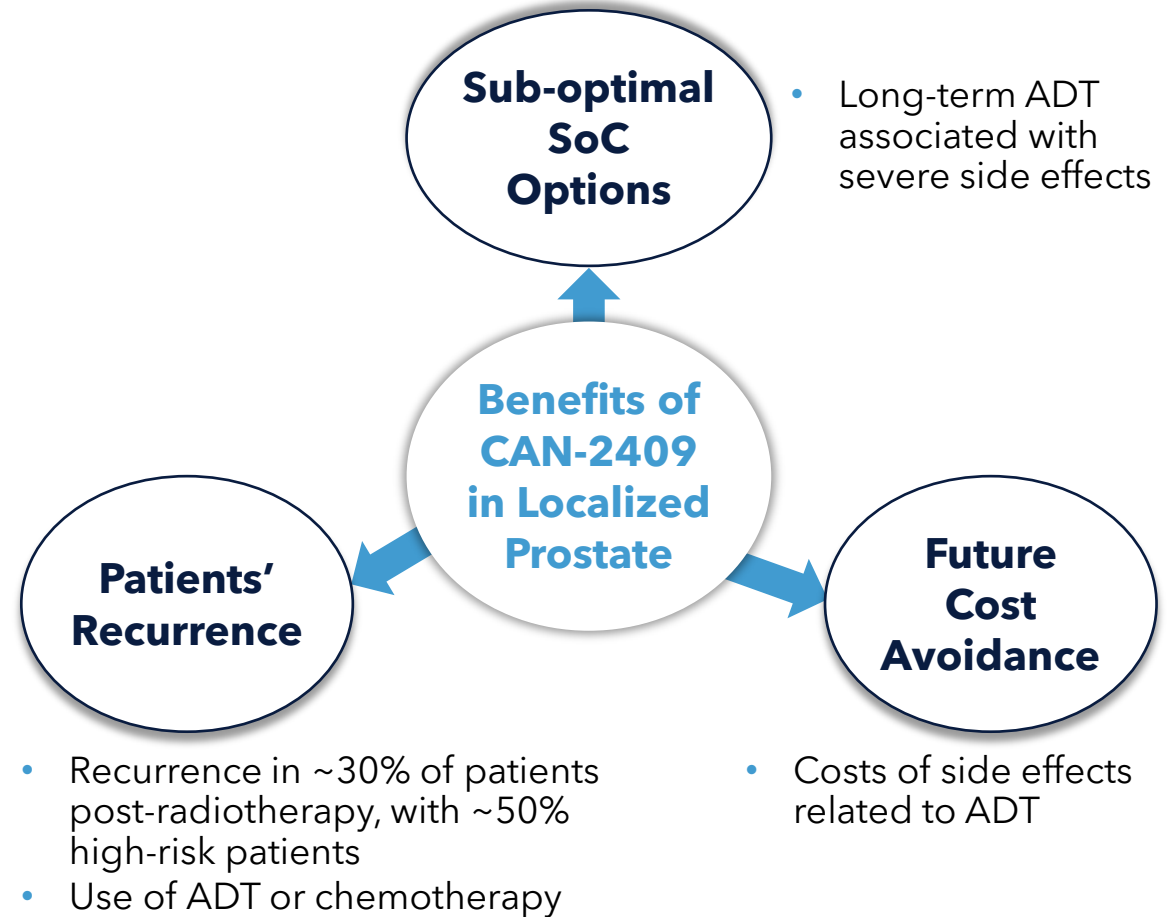 Sub-optimal
SoC
Options
• Long-term ADT
associated with
severe side effects
Benefits of
CAN-2409
in Localized
Prostate
Patients’
Recurrence
Future
Cost
Avoidance
• Recurrence in ~30% of patients
post-radiotherapy, with ~50%
high-risk patients
• Use of ADT or chemotherapy
• Costs of side effects
related to ADT